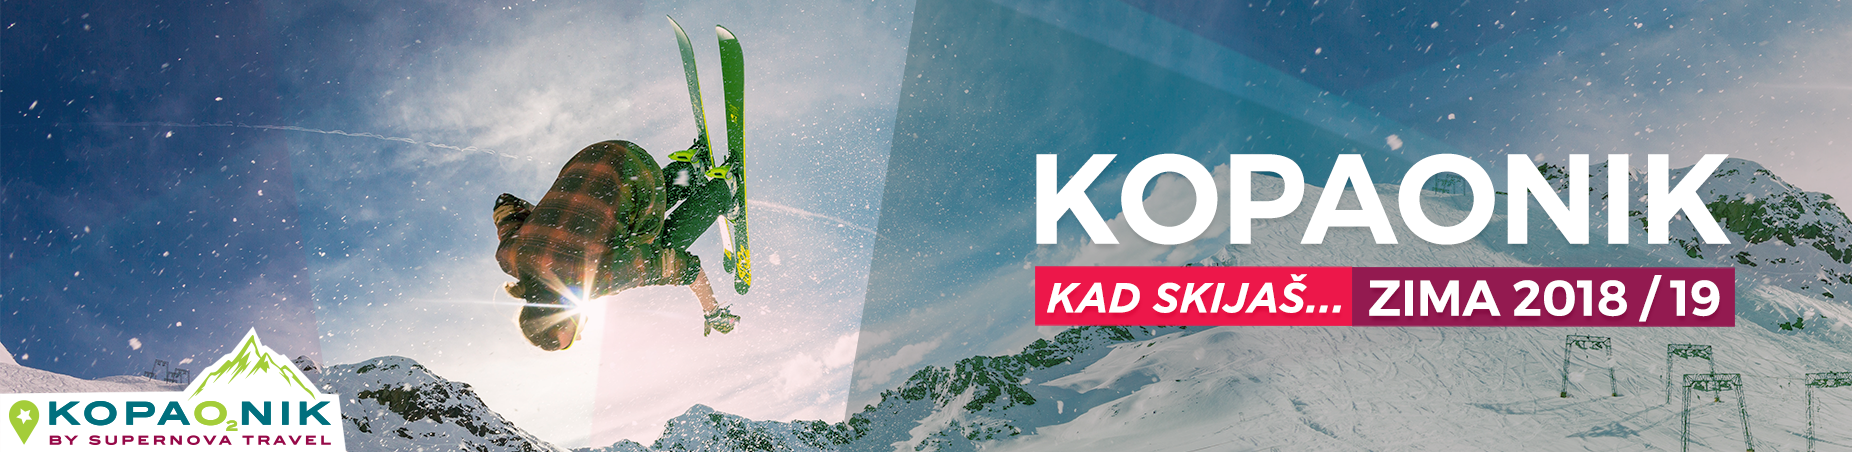 KOPAONIK
KAD SKIJAŠ... ZIMA 2018 / 19
KOPAO2NIK
BY SUPERNOVA TRAVEL